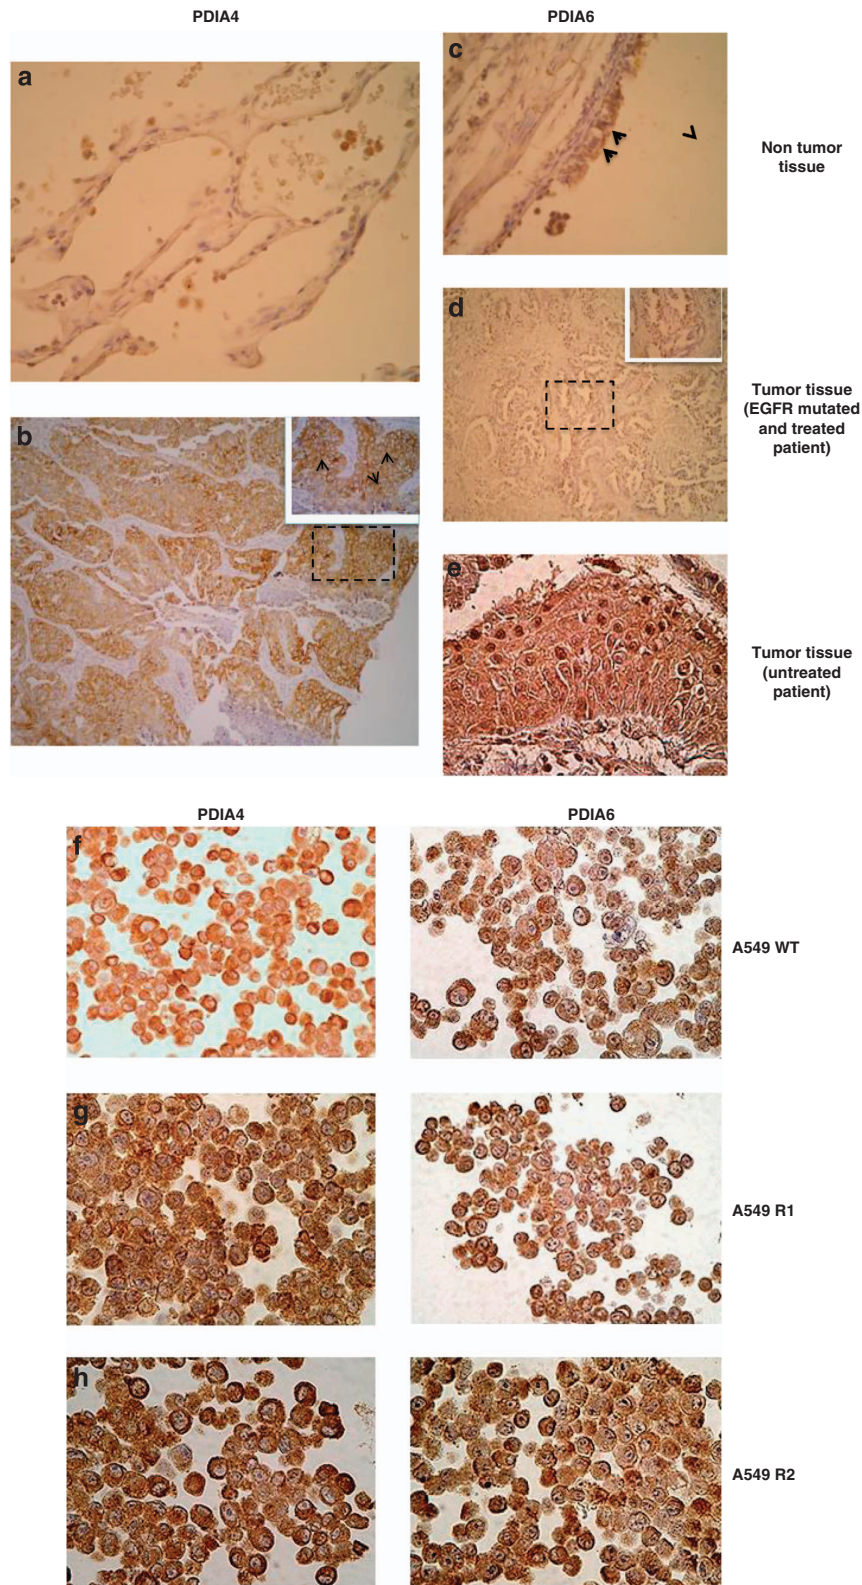 PDIA4
PDIA6
a
c
Non tumor
tissue
d
Tumor tissue
(EGFR mutated
and treated
patient)
b
e
Tumor tissue
(untreated
patient)
PDIA4
PDIA6
f
A549 WT
g
A549 R1
h
A549 R2